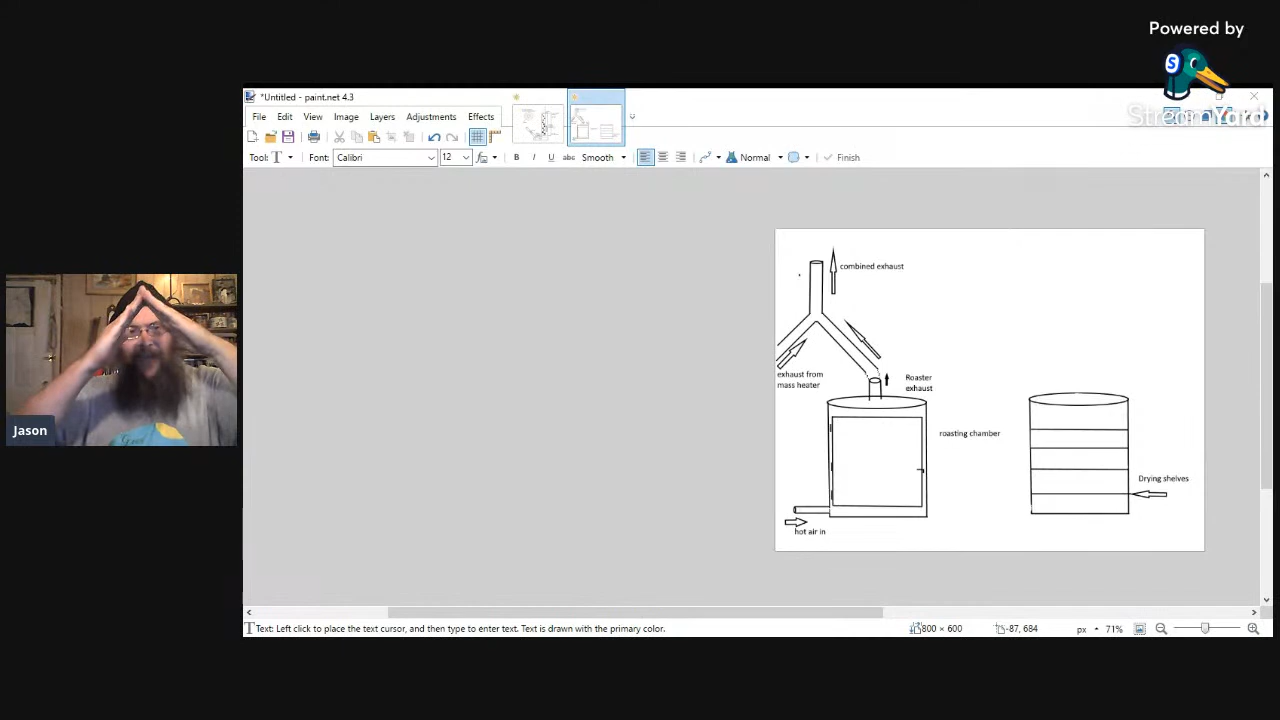 Powered by
StreamYard
*Untitled - paint.net 4.3
File Edit View Image Layers Adjustments Effects
Tool: T Font: Calibri 12 fx B I U abc Smooth Normal Finish
combined exhaust
exhaust from
mass heater
Roaster
exhaust
roasting chamber
Drying shelves
hot air in
Jason
Text: Left click to place the text cursor, and then type to enter text. Text is drawn with the primary color.
800 × 600
-87, 684
px
71%